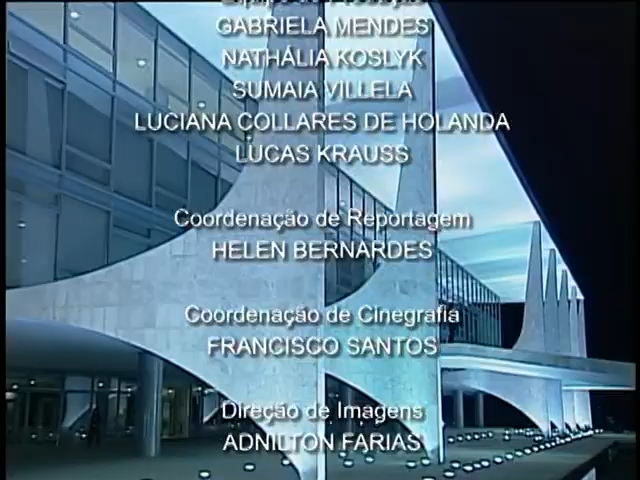 GABRIELA MENDES
NATHÁLIA KOSLYK
SUMAIA VILLELA
LUCIANA COLLARES DE HOLANDA
LUCAS KRAUSS
Coordenação de Reportagem
HELEN BERNARDES
Coordenação de Cinegrafia
FRANCISCO SANTOS
Direção de Imagens
ADNILTON FARIAS